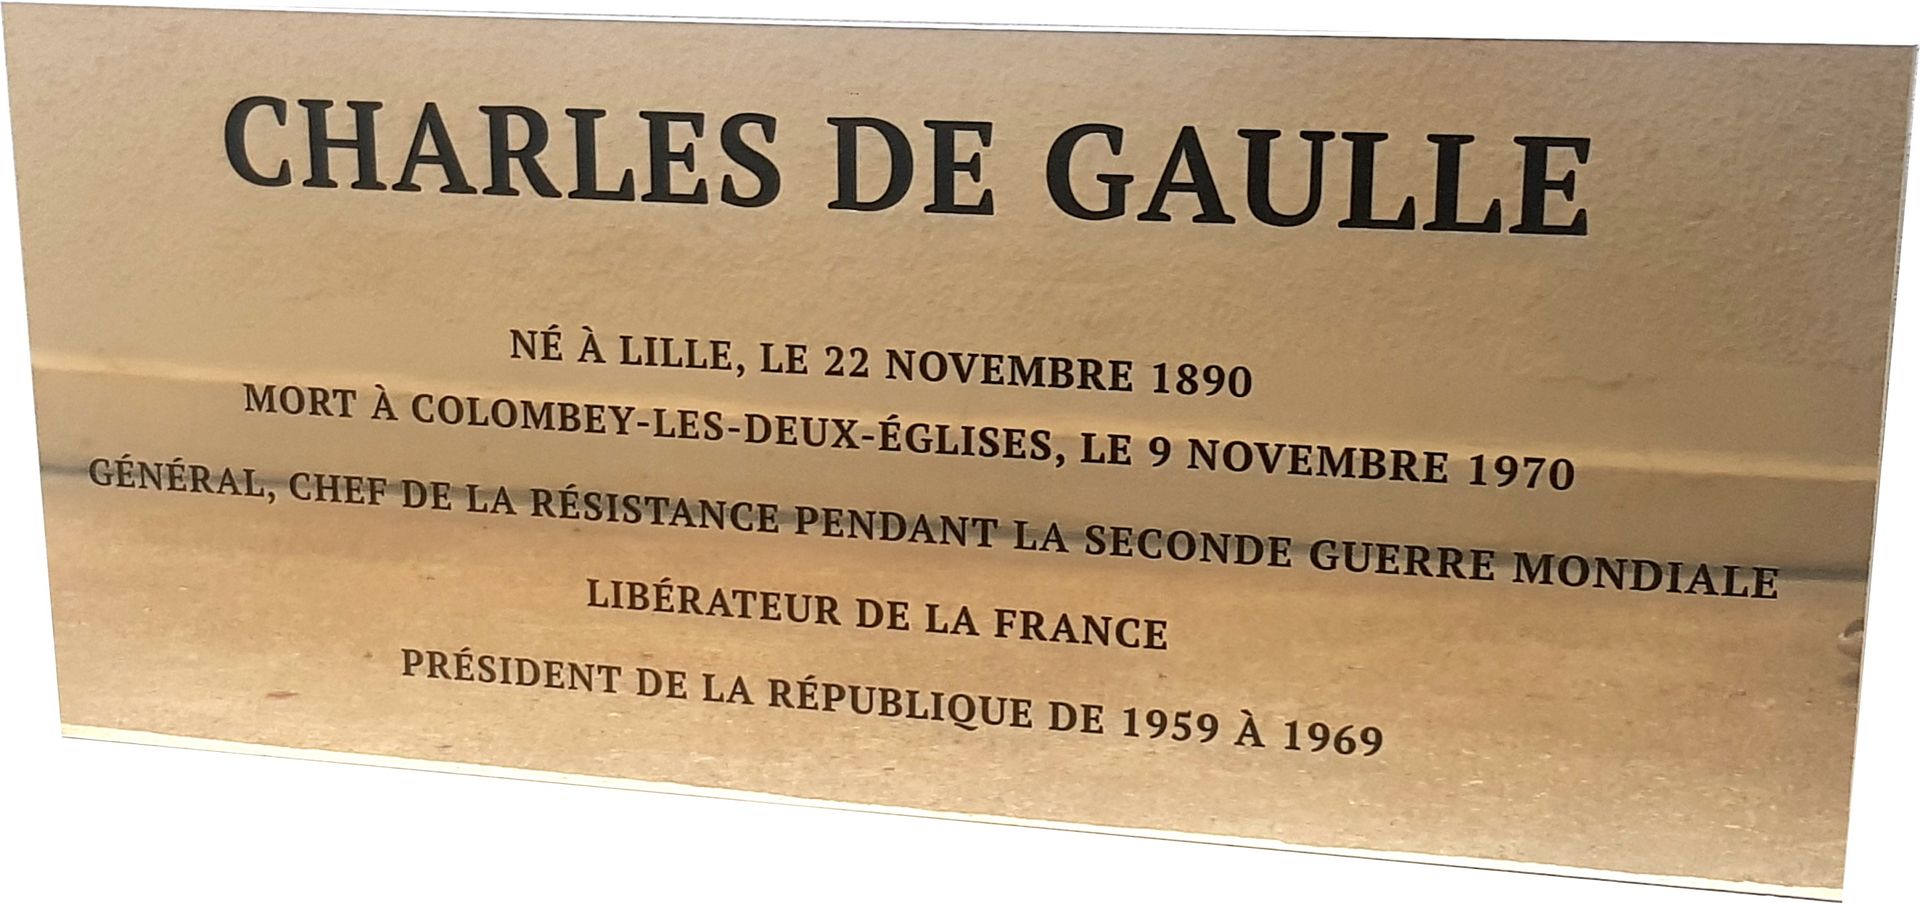 CHARLES DE GAULLE
NÉ À LILLE, LE 22 NOVEMBRE 1890
MORT À COLOMBEY-LES-DEUX-ÉGLISES, LE 9 NOVEMBRE 1970
GÉNÉRAL, CHEF DE LA RÉSISTANCE PENDANT LA SECONDE GUERRE MONDIALE
LIBÉRATEUR DE LA FRANCE
PRÉSIDENT DE LA RÉPUBLIQUE DE 1959 À 1969